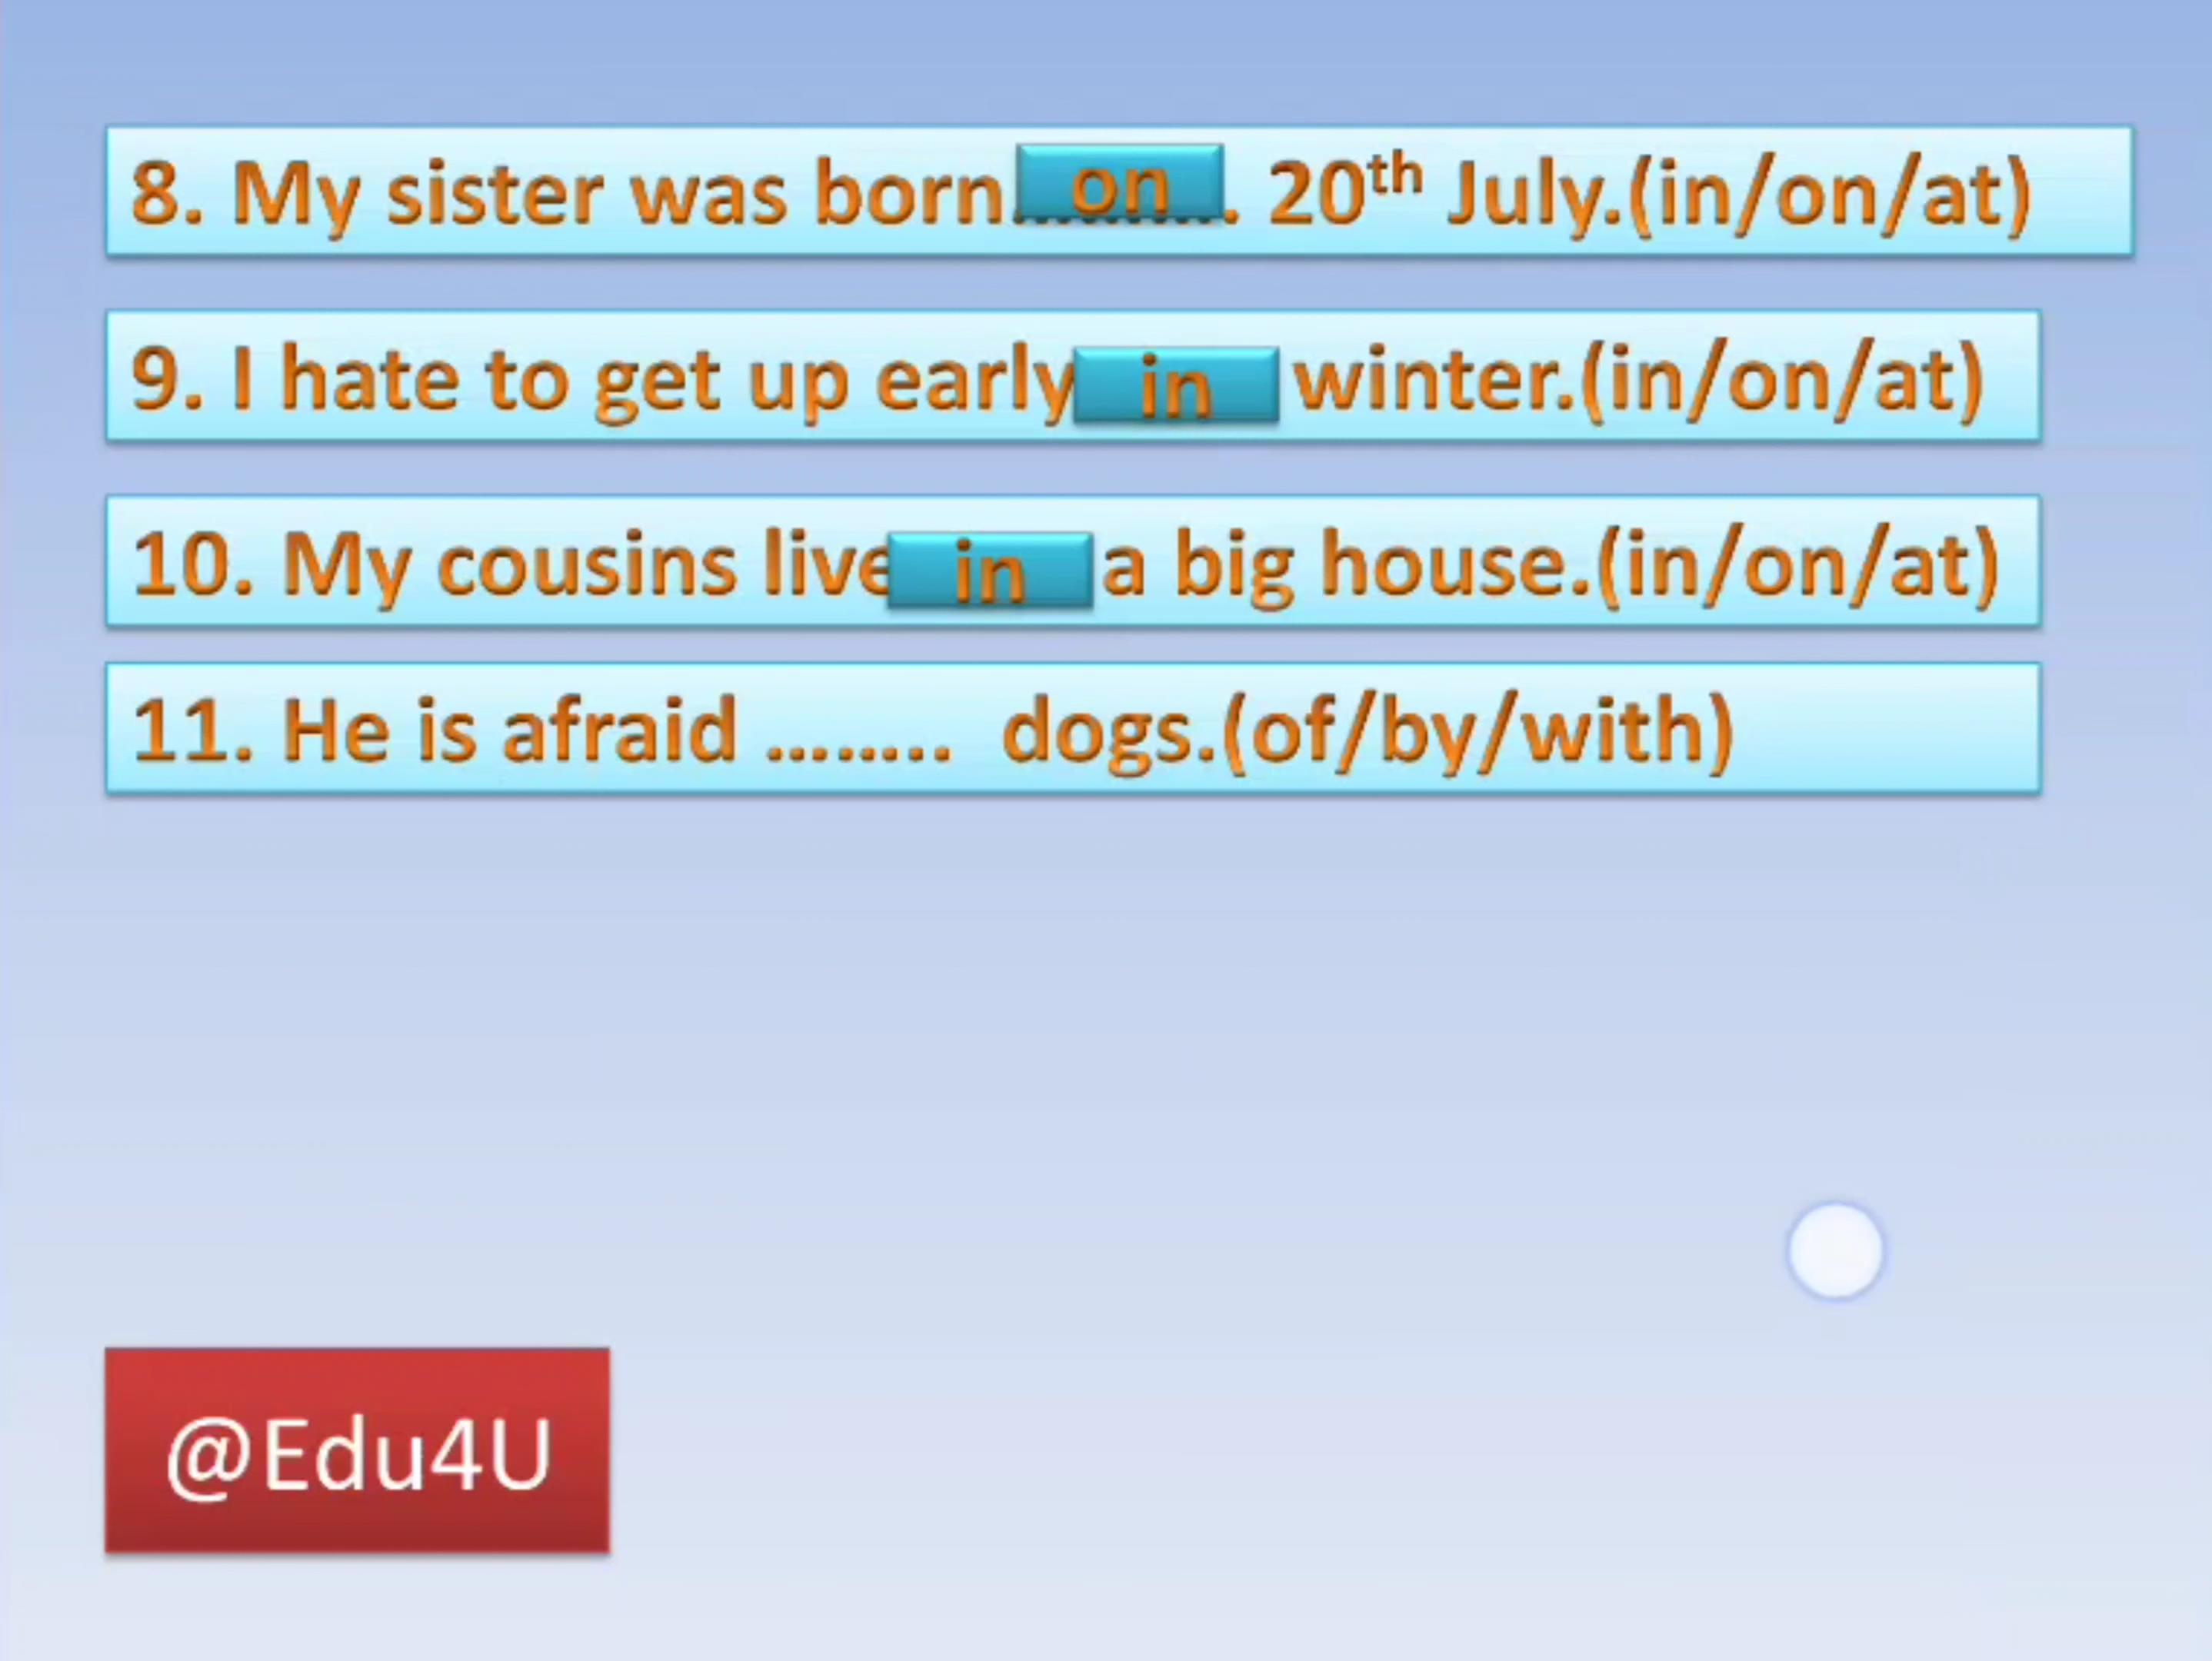 8. My sister was born on . 20th July.(in/on/at)
9. I hate to get up early in winter.(in/on/at)
10. My cousins live in a big house.(in/on/at)
11. He is afraid ........ dogs.(of/by/with)
@Edu4U